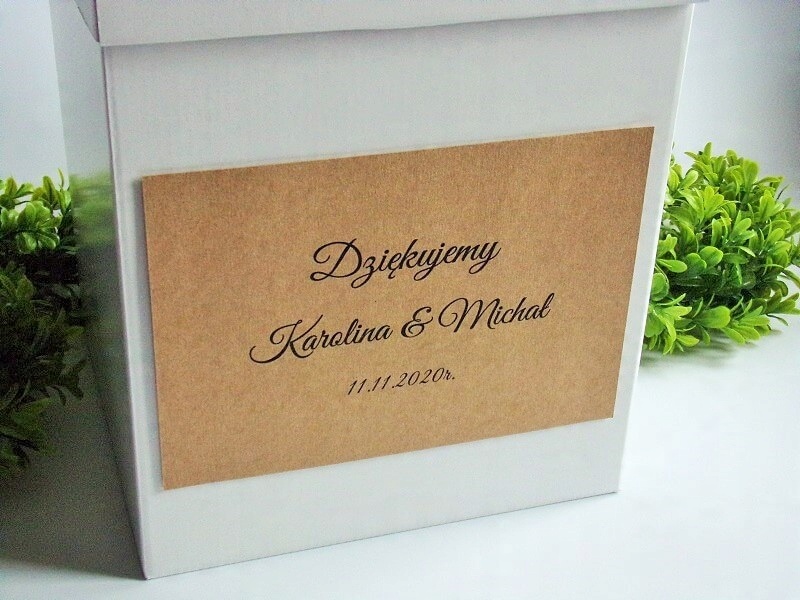 Dziękujemy
Karolina & Michał
11.11.2020r.